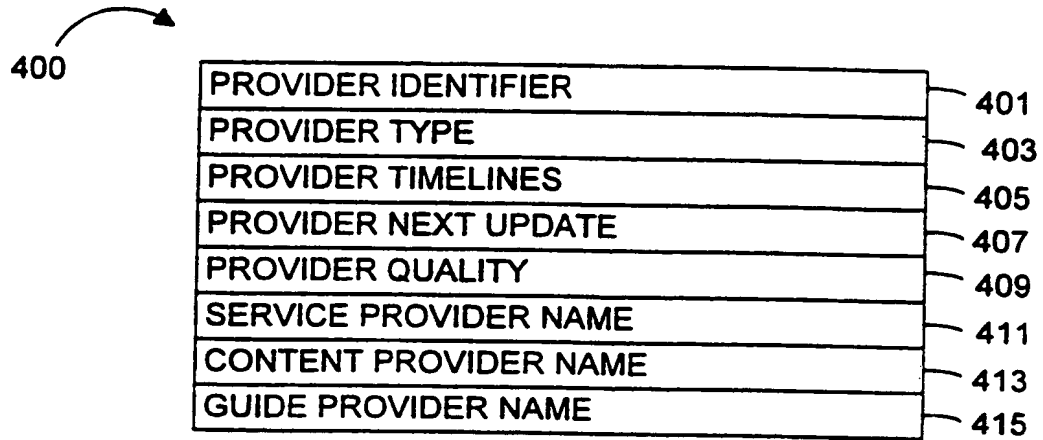 400
PROVIDER IDENTIFIER 401
PROVIDER TYPE 403
PROVIDER TIMELINES 405
PROVIDER NEXT UPDATE 407
PROVIDER QUALITY 409
SERVICE PROVIDER NAME 411
CONTENT PROVIDER NAME 413
GUIDE PROVIDER NAME 415